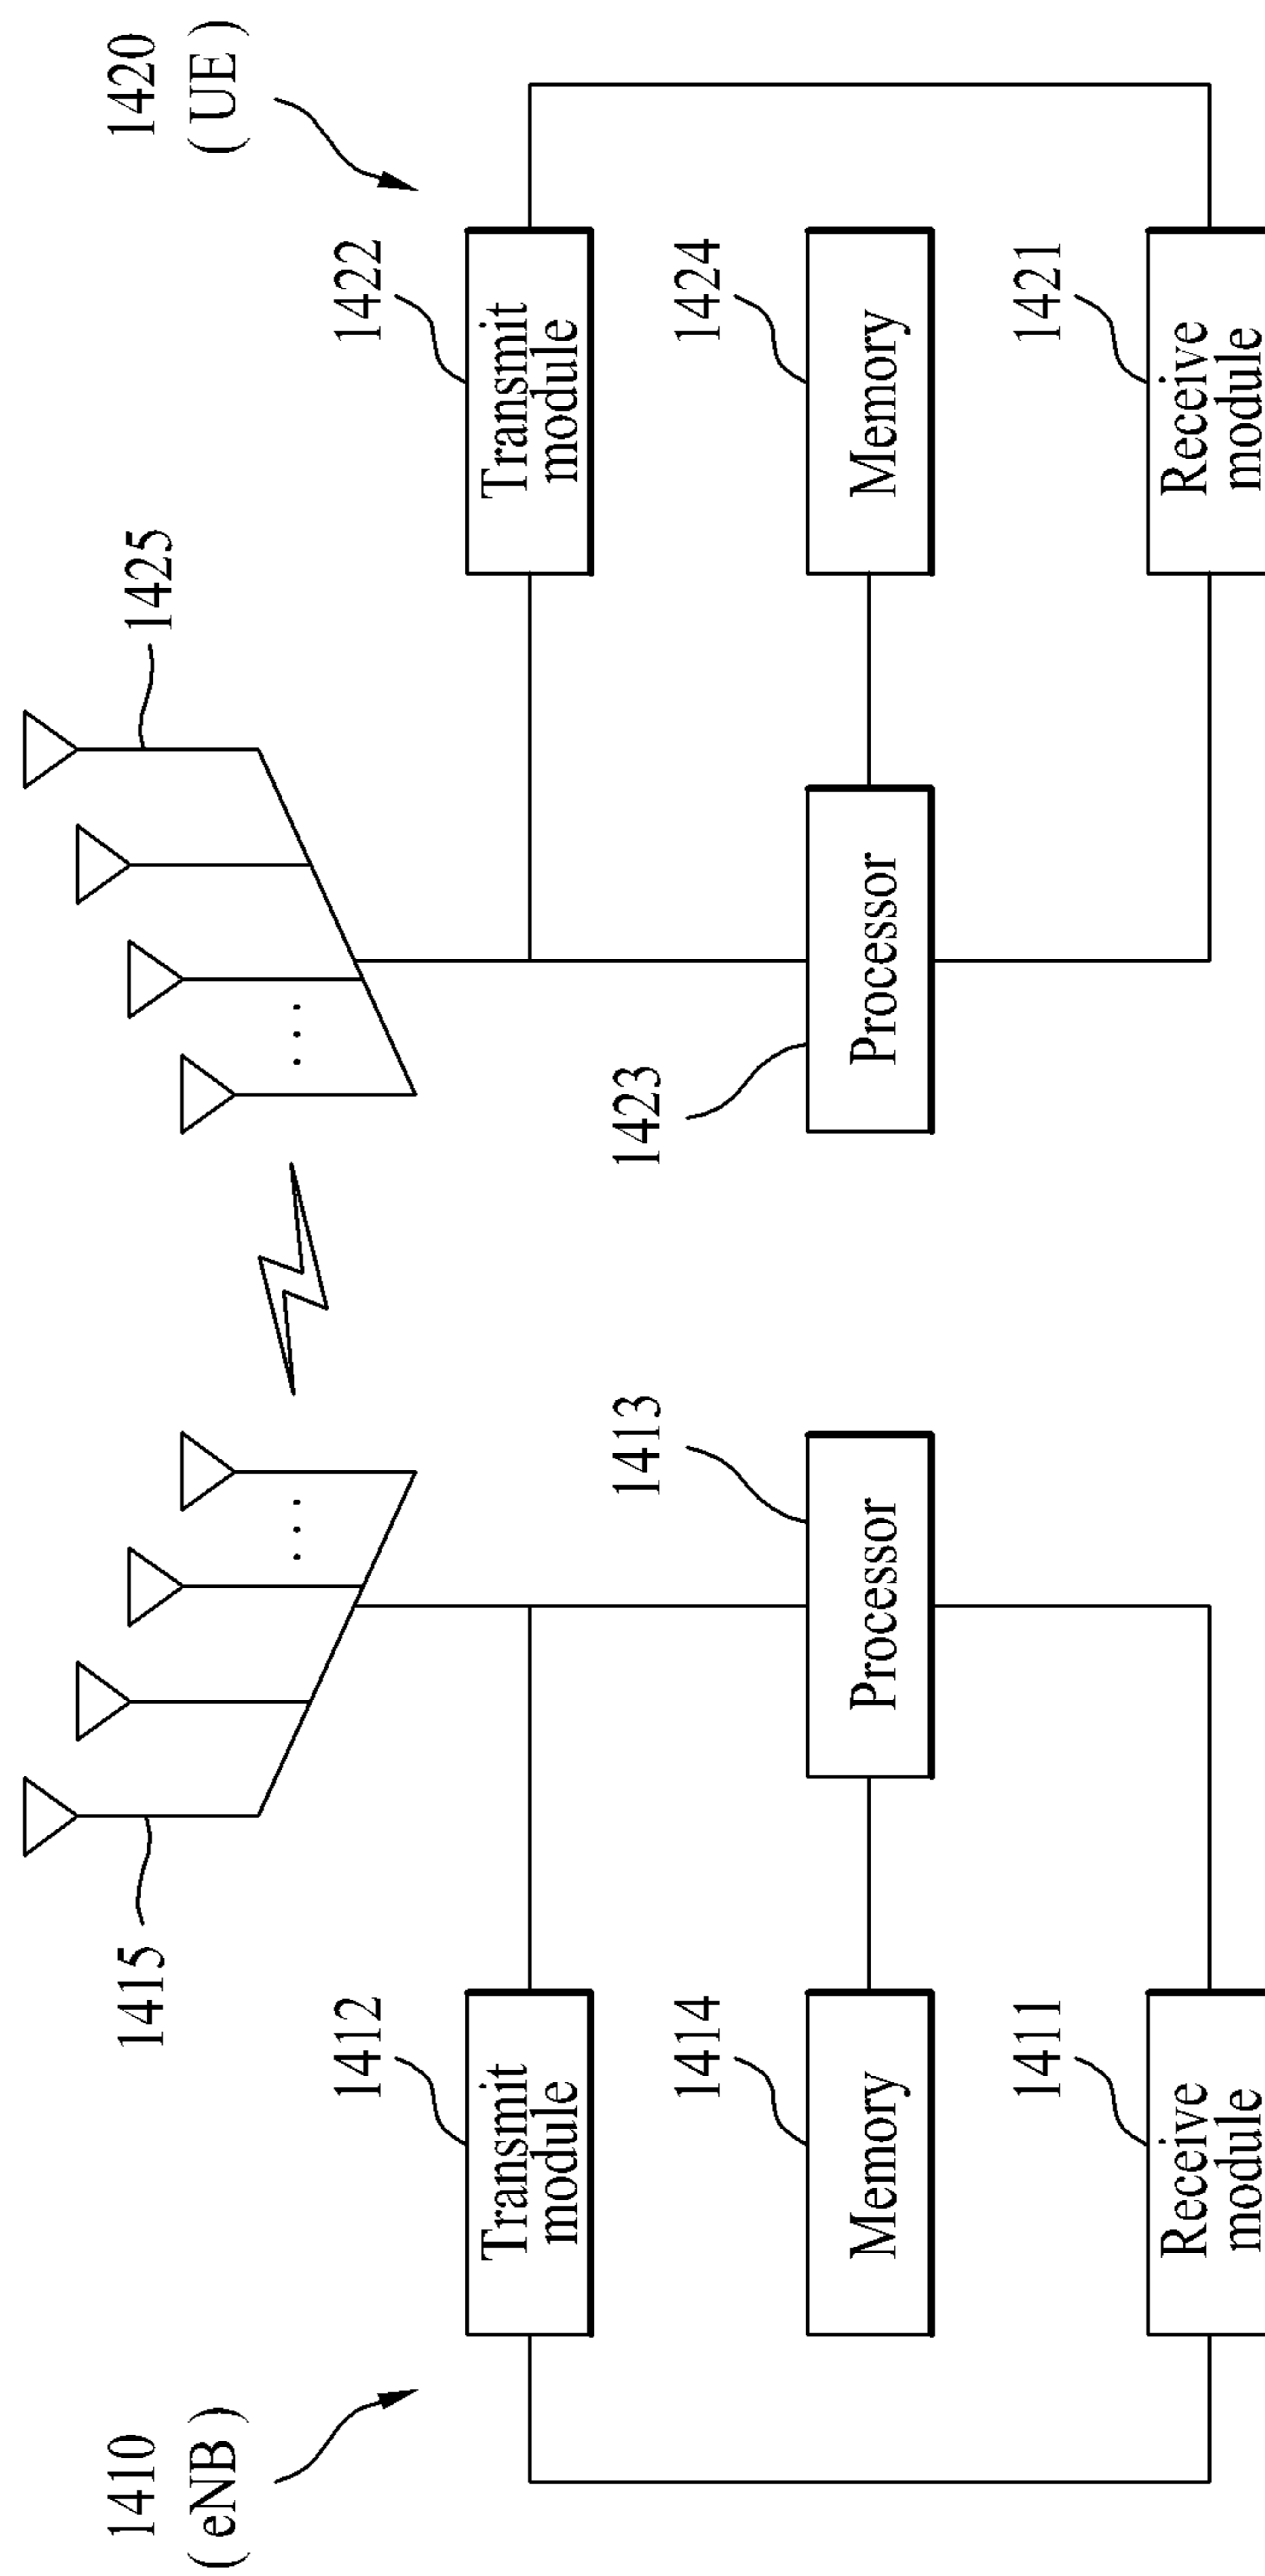 1410
( eNB )
1420
( UE )
1415
1425
1412
Transmit
module
1422
Transmit
module
1413
1423
1414
Memory
Processor
Processor
1424
Memory
1411
Receive
module
1421
Receive
module